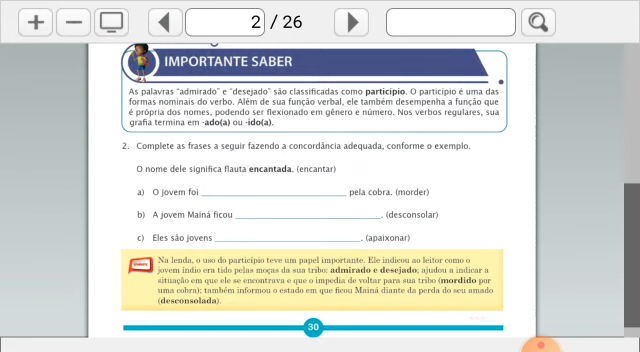 2 / 26
IMPORTANTE SABER
As palavras "admirado" e "desejado" são classificadas como particípio. O particípio é uma das
formas nominais do verbo. Além de sua função verbal, ele também desempenha a função que
é própria dos nomes, podendo ser flexionado em gênero e número. Nos verbos regulares, sua
grafia termina em -ado(a) ou -ido(a).
2. Complete as frases a seguir fazendo a concordância adequada, conforme o exemplo.
O nome dele significa flauta encantada. (encantar)
a) O jovem foi ______________ pela cobra. (morder)
b) A jovem Mainá ficou ______________. (desconsolar)
c) Eles são jovens ______________. (apaixonar)
Na lenda, o uso do particípio teve um papel importante. Ele indicou ao leitor como o
jovem índio era tido pelas moças da sua tribo: admirado e desejado; ajudou a indicar a
situação em que ele se encontrava e que o impedia de voltar para sua tribo (mordido por
uma cobra); também informou o estado em que ficou Mainá diante da perda do seu amado
(desconsolada).
30